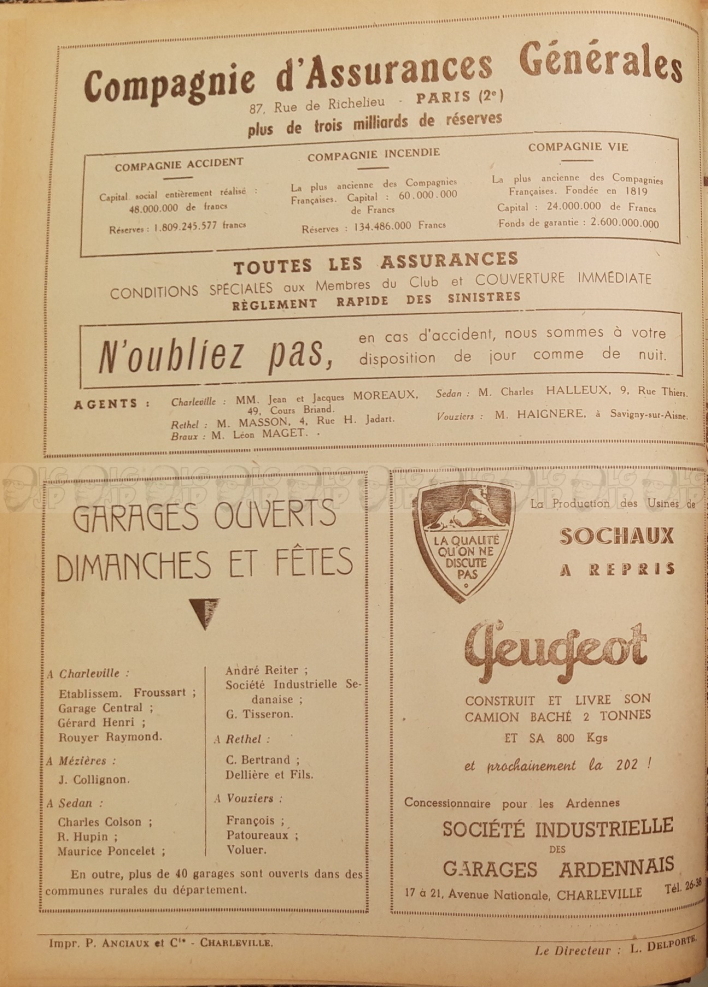 Compagnie d'Assurances Générales
87, Rue de Richelieu - PARIS (2e)
plus de trois milliards de réserves
COMPAGNIE ACCIDENT
Capital social entièrement réalisé :
48.000.000 de francs
Réserves : 1.809.245.577 francs
COMPAGNIE INCENDIE
La plus ancienne des Compagnies
Françaises. Capital : 60.000.000
de Francs
Réserves : 134.486.000 Francs
COMPAGNIE VIE
La plus ancienne des Compagnies
Françaises. Fondée en 1819
Capital : 24.000.000 de Francs
Fonds de garantie : 2.600.000.000
TOUTES LES ASSURANCES
CONDITIONS SPÉCIALES aux Membres du Club et COUVERTURE IMMÉDIATE
RÈGLEMENT RAPIDE DES SINISTRES
N'oubliez pas,
en cas d'accident, nous sommes à votre
disposition de jour comme de nuit.
AGENTS :
Charleville : MM. Jean et Jacques MOREAUX,
49, Cours Briand.
Rethel : M. MASSON, 4, Rue H. Jadart.
Braux : M. Léon MAGET.
Sedan : M. Charles HALLEUX, 9, Rue Thiers.
Vouziers : M. HAIGNERE, à Savigny-sur-Aisne.
GARAGES OUVERTS
DIMANCHES ET FÊTES
A Charleville :
Etablissem. Froussart ;
Garage Central ;
Gérard Henri ;
Rouyer Raymond.
A Mézières :
J. Collignon.
A Sedan :
Charles Colson ;
R. Hupin ;
Maurice Poncelet ;
André Reiter ;
Société Industrielle Se-
danaise ;
G. Tisseron.
A Rethel :
C. Bertrand ;
Dellière et Fils.
A Vouziers :
François ;
Patoureaux ;
Voluer.
En outre, plus de 40 garages sont ouverts dans des
communes rurales du département.
LA QUALITÉ
QU'ON NE
DISCUTE
PAS
La Production des Usines de
SOCHAUX
A REPRIS
Peugeot
CONSTRUIT ET LIVRE SON
CAMION BACHÉ 2 TONNES
ET SA 800 Kgs
et prochainement la 202 !
Concessionnaire pour les Ardennes
SOCIÉTÉ INDUSTRIELLE
DES
GARAGES ARDENNAIS
17 à 21, Avenue Nationale, CHARLEVILLE Tél. 26-38
Impr. P. ANCIAUX et Cie - CHARLEVILLE.
Le Directeur : L. DELPORTE.